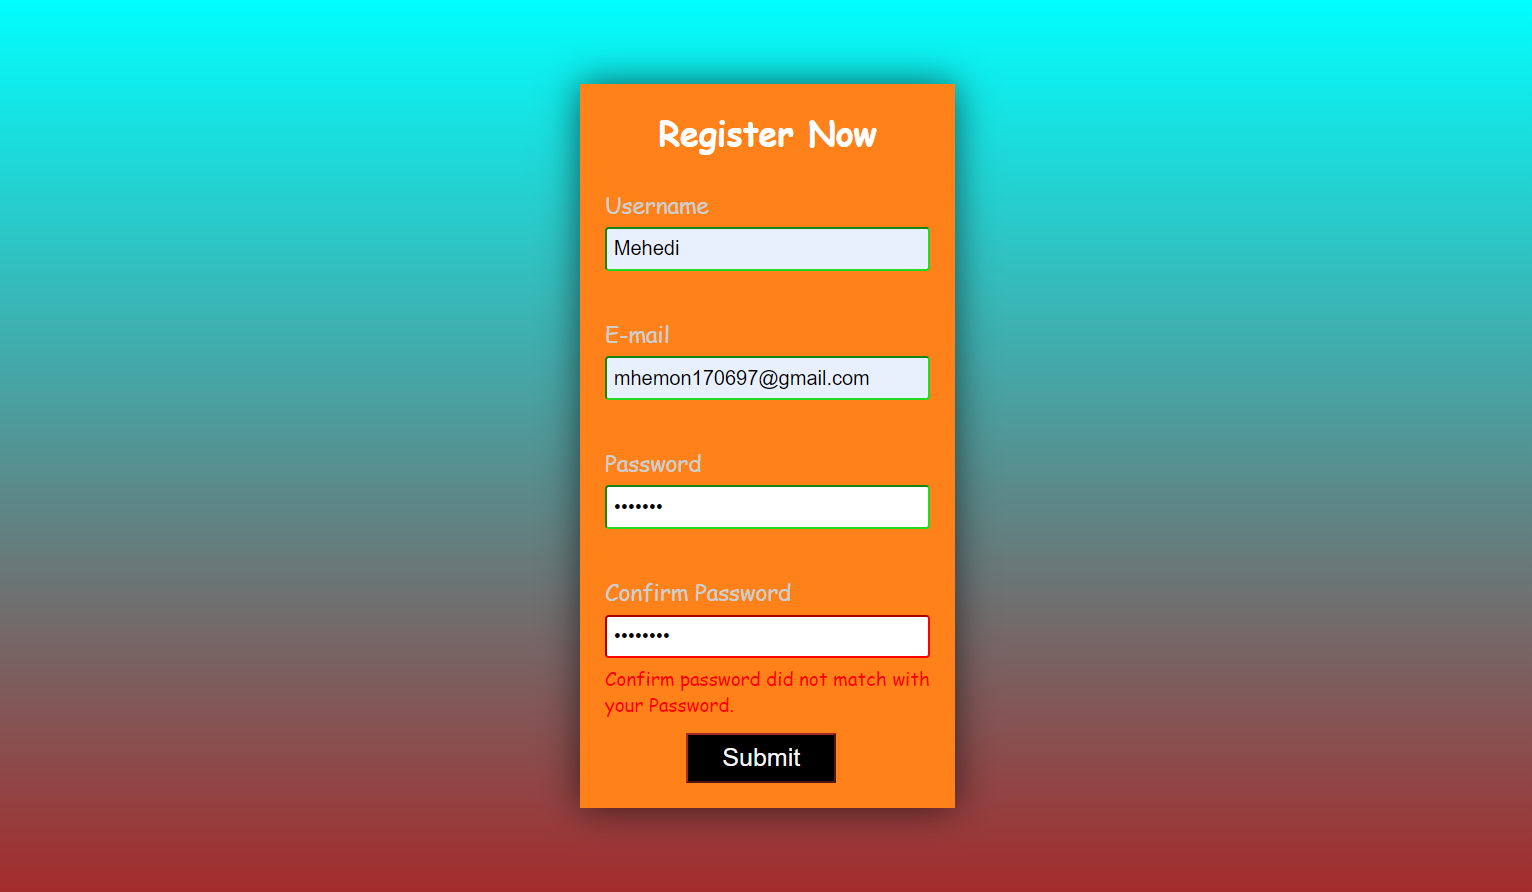 Register Now
Username
Mehedi
E-mail
mhemon170697@gmail.com
Password
•••••••
Confirm Password
••••••••
Confirm password did not match with
your Password.
Submit